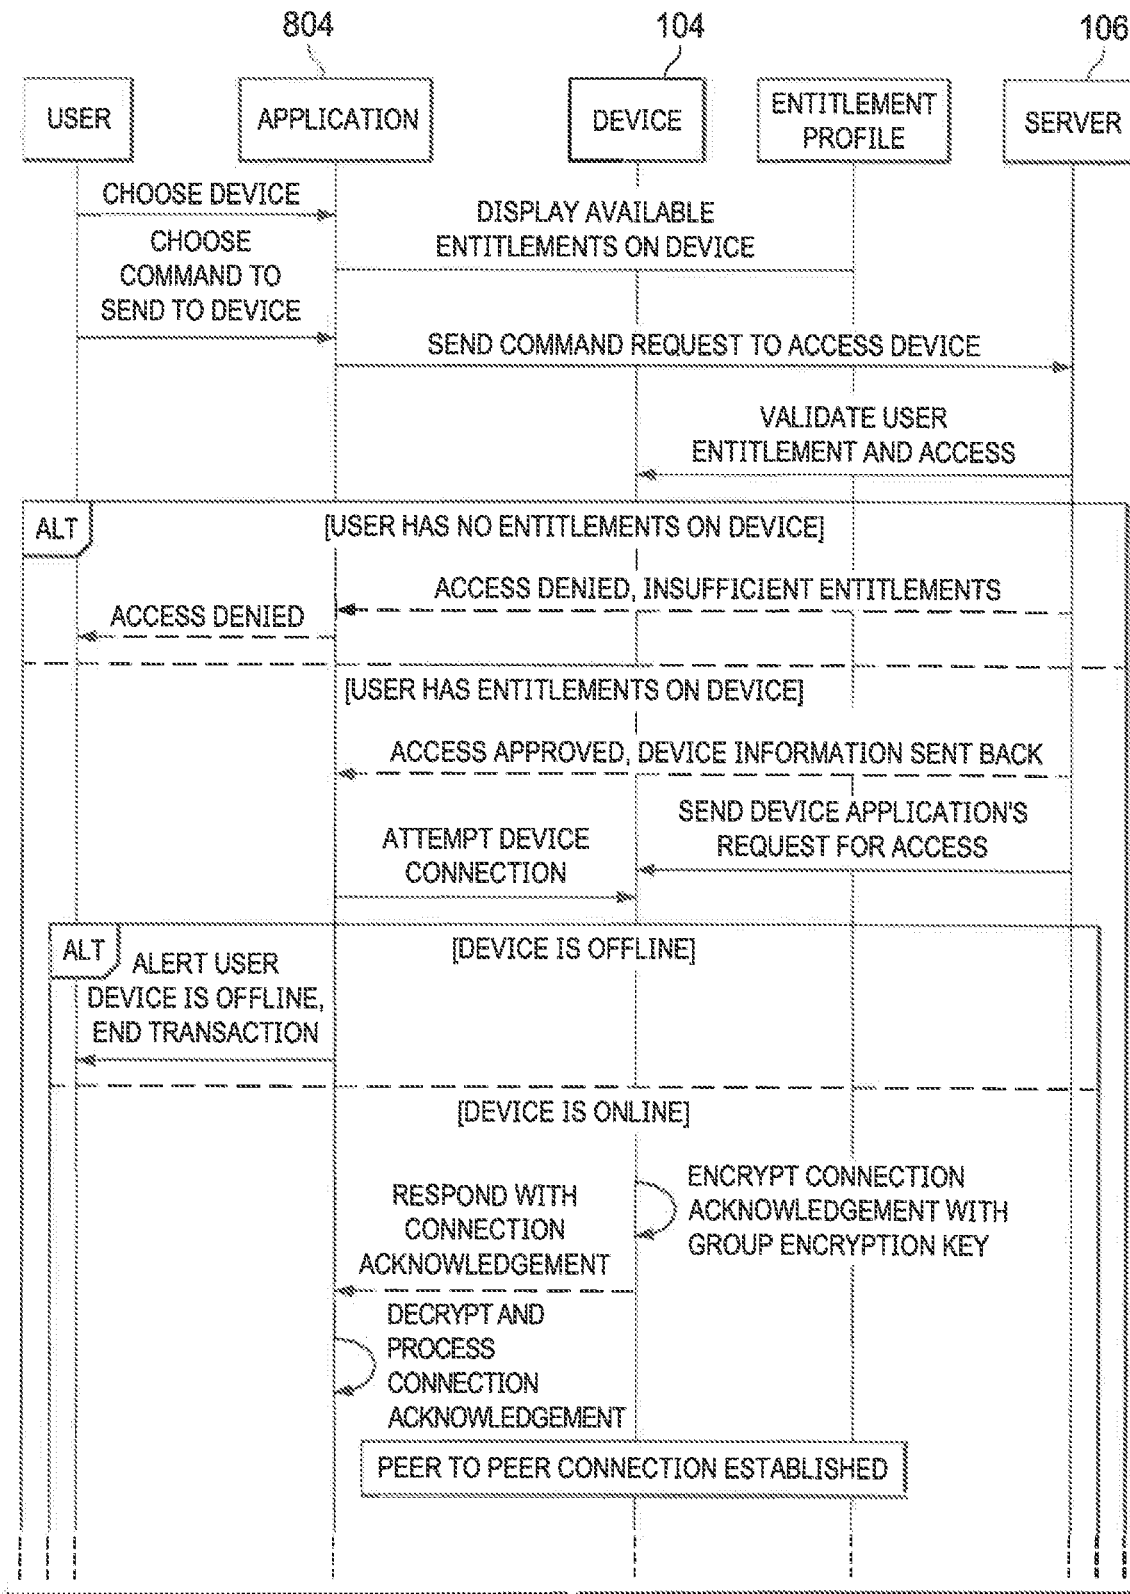 804
104
106
USER
APPLICATION
DEVICE
ENTITLEMENT
PROFILE
SERVER
CHOOSE DEVICE
DISPLAY AVAILABLE
ENTITLEMENTS ON DEVICE
CHOOSE
COMMAND TO
SEND TO DEVICE
SEND COMMAND REQUEST TO ACCESS DEVICE
VALIDATE USER
ENTITLEMENT AND ACCESS
ALT
[USER HAS NO ENTITLEMENTS ON DEVICE]
ACCESS DENIED, INSUFFICIENT ENTITLEMENTS
ACCESS DENIED
[USER HAS ENTITLEMENTS ON DEVICE]
ACCESS APPROVED, DEVICE INFORMATION SENT BACK
SEND DEVICE APPLICATION'S
REQUEST FOR ACCESS
ATTEMPT DEVICE
CONNECTION
ALT
[DEVICE IS OFFLINE]
ALERT USER
DEVICE IS OFFLINE,
END TRANSACTION
[DEVICE IS ONLINE]
ENCRYPT CONNECTION
ACKNOWLEDGEMENT WITH
GROUP ENCRYPTION KEY
RESPOND WITH
CONNECTION
ACKNOWLEDGEMENT
DECRYPT AND
PROCESS
CONNECTION
ACKNOWLEDGEMENT
PEER TO PEER CONNECTION ESTABLISHED